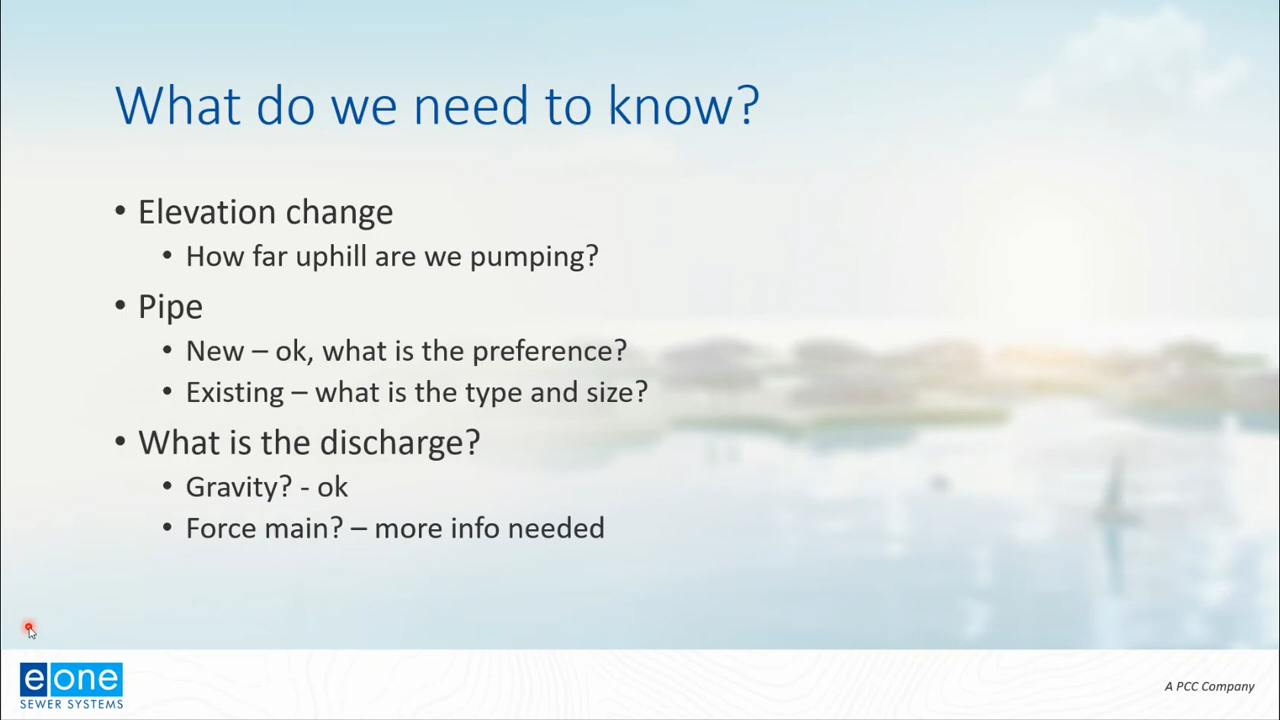 What do we need to know?
• Elevation change
• How far uphill are we pumping?
• Pipe
• New – ok, what is the preference?
• Existing – what is the type and size?
• What is the discharge?
• Gravity? - ok
• Force main? – more info needed
e one
SEWER SYSTEMS
A PCC Company